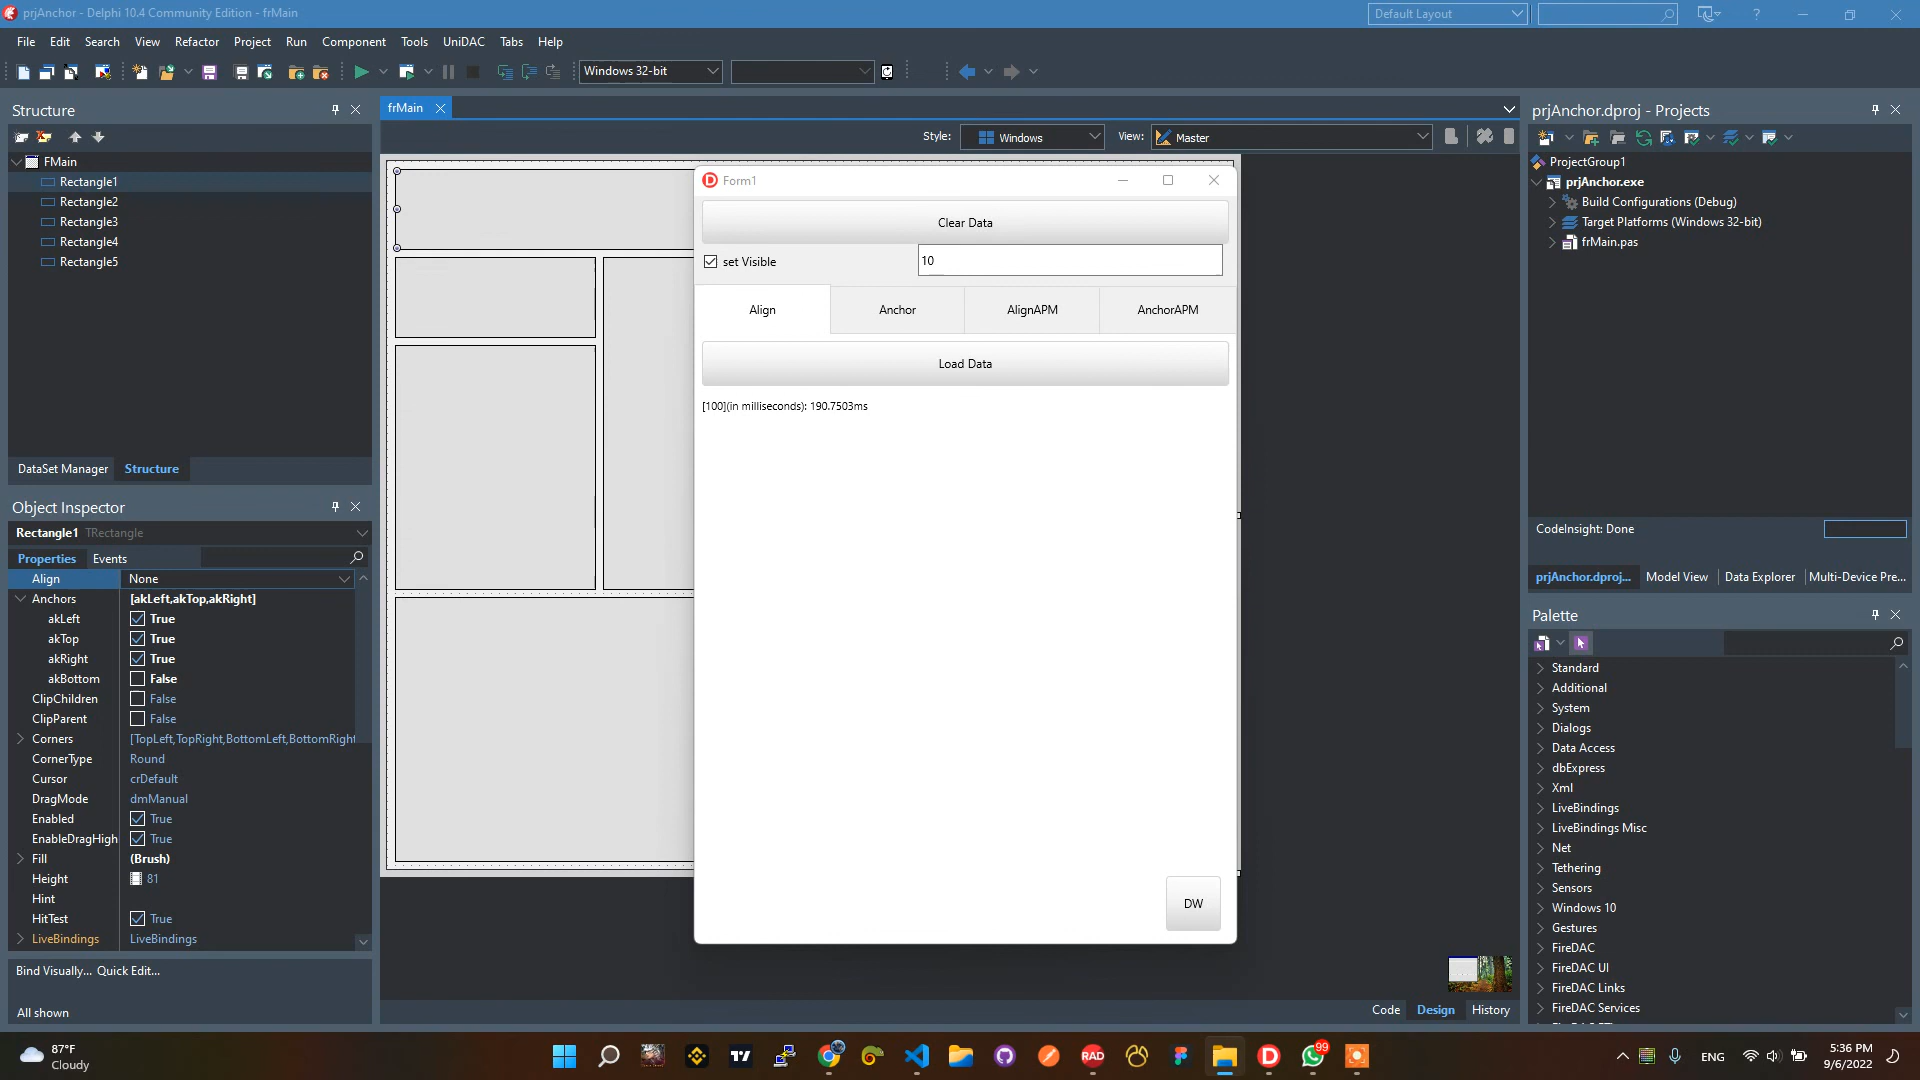 prjAnchor - Delphi 10.4 Community Edition - frMain
Default Layout
File Edit Search View Refactor Project Run Component Tools UniDAC Tabs Help
Windows 32-bit
Structure
FMain
Rectangle1
Rectangle2
Rectangle3
Rectangle4
Rectangle5
DataSet Manager Structure
Object Inspector
Rectangle1 TRectangle
Properties Events
Align None
Anchors [akLeft,akTop,akRight]
akLeft True
akTop True
akRight True
akBottom False
ClipChildren False
ClipParent False
Corners [TopLeft,TopRight,BottomLeft,BottomRight
CornerType Round
Cursor crDefault
DragMode dmManual
Enabled True
EnableDragHigh True
Fill (Brush)
Height 81
Hint
HitTest True
LiveBindings LiveBindings
Bind Visually... Quick Edit...
All shown
frMain
Style: Windows View: Master
Form1
Clear Data
set Visible 10
Align Anchor AlignAPM AnchorAPM
Load Data
[100](in milliseconds): 190.7503ms
DW
Code Design History
prjAnchor.dproj - Projects
ProjectGroup1
prjAnchor.exe
Build Configurations (Debug)
Target Platforms (Windows 32-bit)
frMain.pas
CodeInsight: Done
prjAnchor.dproj... Model View Data Explorer Multi-Device Pre...
Palette
Standard
Additional
System
Dialogs
Data Access
dbExpress
Xml
LiveBindings
LiveBindings Misc
Net
Tethering
Sensors
Windows 10
Gestures
FireDAC
FireDAC UI
FireDAC Links
FireDAC Services
87°F
Cloudy
RAD
99
ENG
5:36 PM
9/6/2022